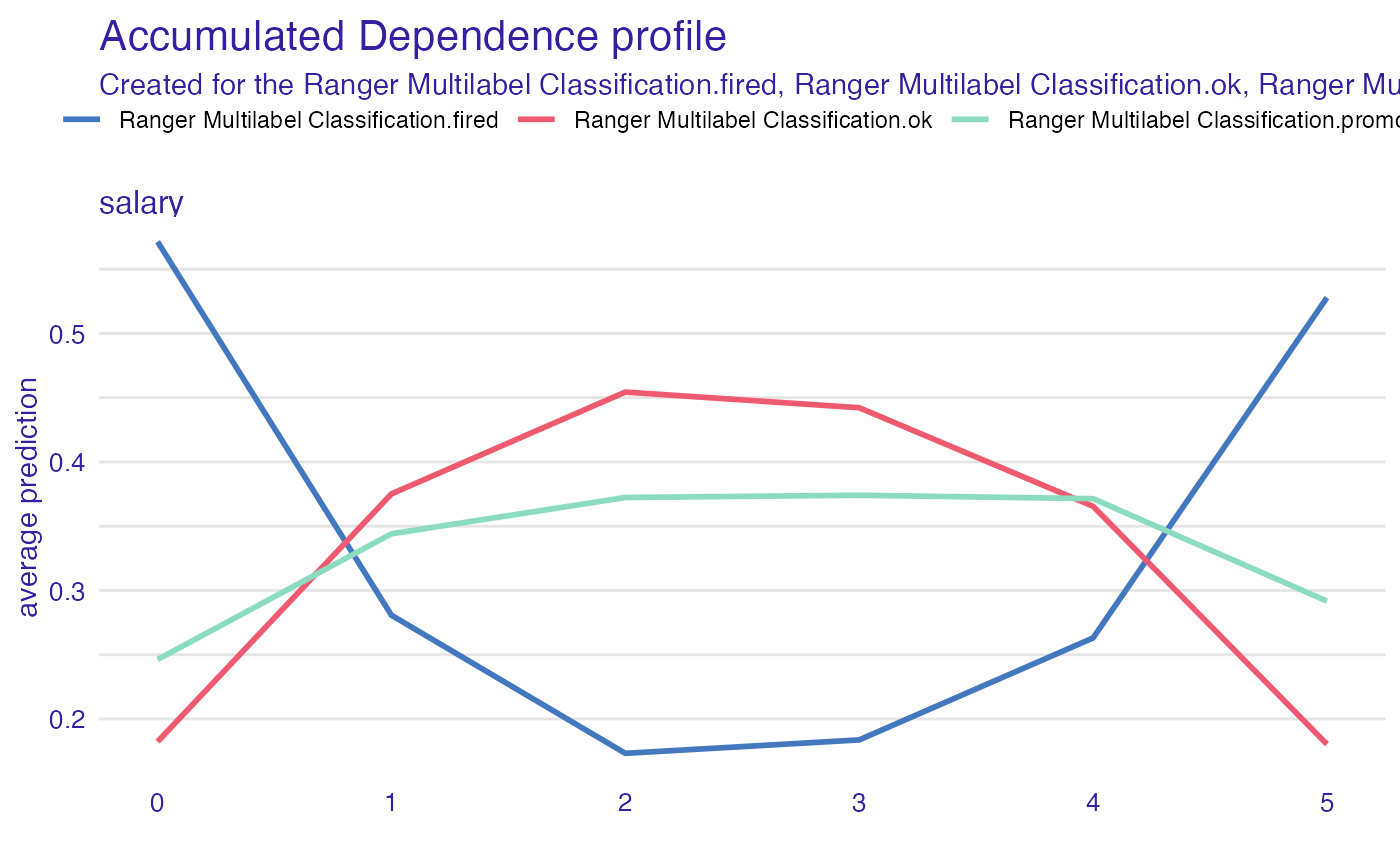 Accumulated Dependence profile
Created for the Ranger Multilabel Classification.fired, Ranger Multilabel Classification.ok, Ranger Mu
Ranger Multilabel Classification.fired Ranger Multilabel Classification.ok Ranger Multilabel Classification.promo
salary
0.5
0.4
0.3
0.2
average prediction
0 1 2 3 4 5